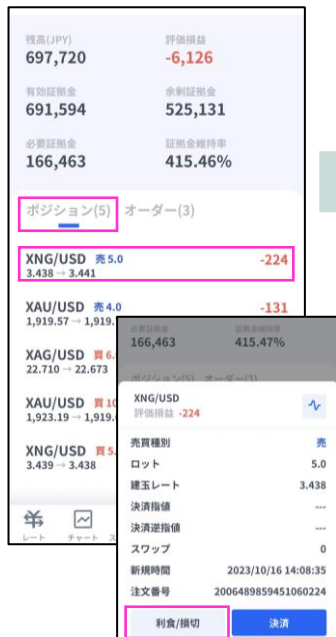 残高(JPY) 評価損益
697,720 -6,126
有効証拠金 余剰証拠金
691,594 525,131
必要証拠金 証拠金維持率
166,463 415.46%
ポジション(5) オーダー(3)
XNG/USD 売 5.0 -224
3.438 → 3.441
XAU/USD 売 4.0 -131
1,919.57 → 1,919.
XAG/USD 買 6.
22.710 → 22.673
XAU/USD 買 10
1,923.19 → 1,919.
XNG/USD 買 5.
3.439 → 3.438
レート チャート
必要証拠金 証拠金維持率
166,463 415.47%
ポジション(5) オーダー(3)
XNG/USD
評価損益 -224
売買種別 売
ロット 5.0
建玉レート 3.438
決済指値 ---
決済逆指値 ---
スワップ 0
新規時間 2023/10/16 14:08:35
注文番号 2006489859451060224
利食/損切 決済